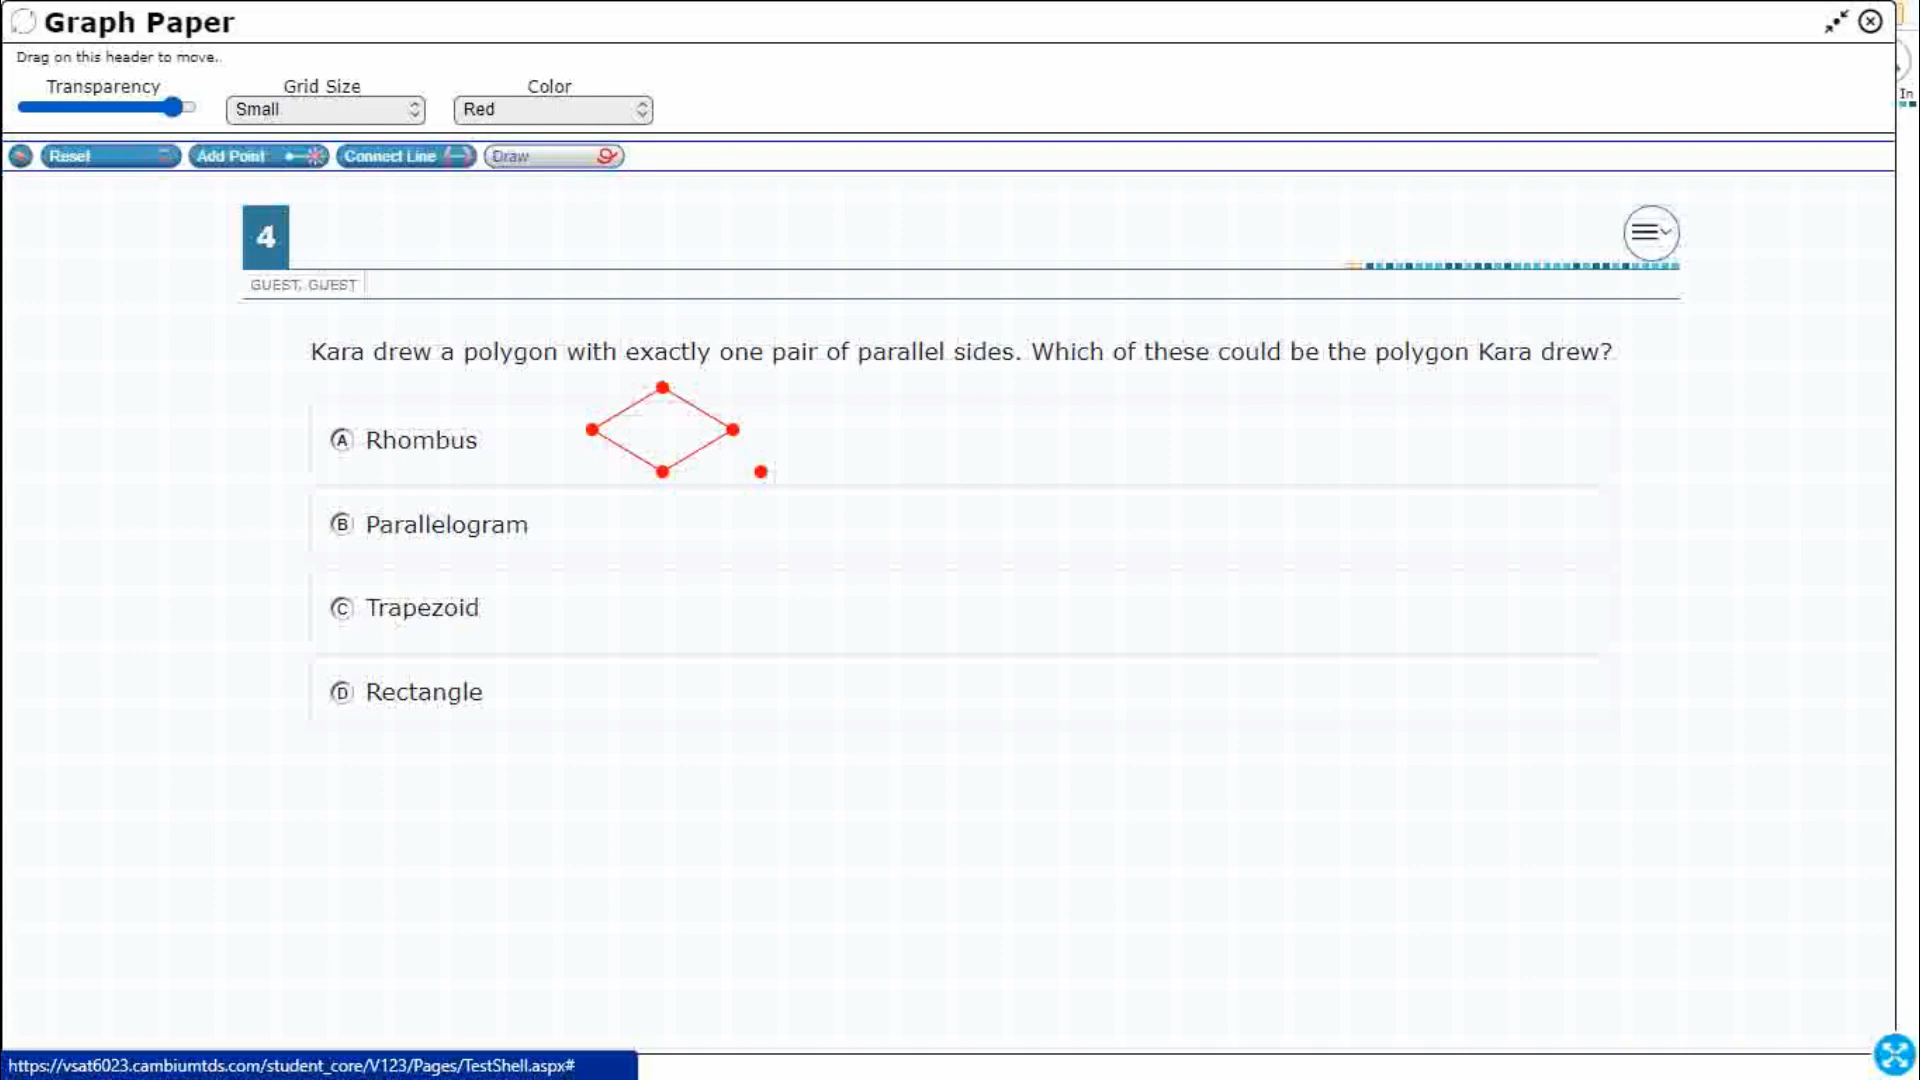 Graph Paper
Drag on this header to move..
Transparency
Grid Size
Color
Small
Red
Reset
Add Point
Connect Line
Draw
In
4
GUEST, GUEST
Kara drew a polygon with exactly one pair of parallel sides. Which of these could be the polygon Kara drew?
A Rhombus
B Parallelogram
C Trapezoid
D Rectangle
https://vsat6023.cambiumtds.com/student_core/V123/Pages/TestShell.aspx#